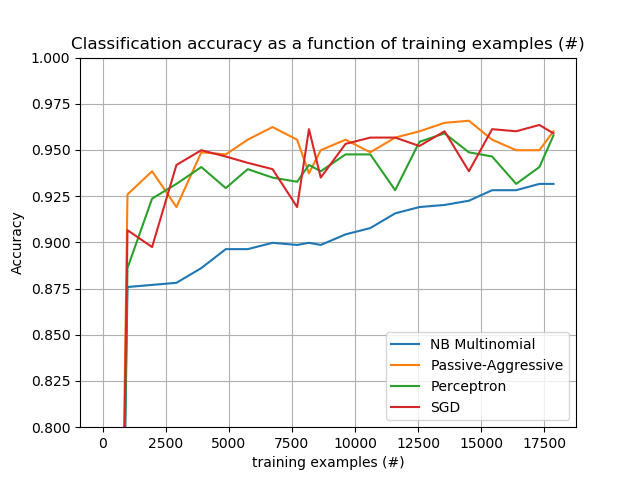 Classification accuracy as a function of training examples (#)
1.000
0.975
0.950
0.925
0.900
0.875
0.850
0.825
0.800
Accuracy
0
2500
5000
7500
10000
12500
15000
17500
training examples (#)
NB Multinomial
Passive-Aggressive
Perceptron
SGD